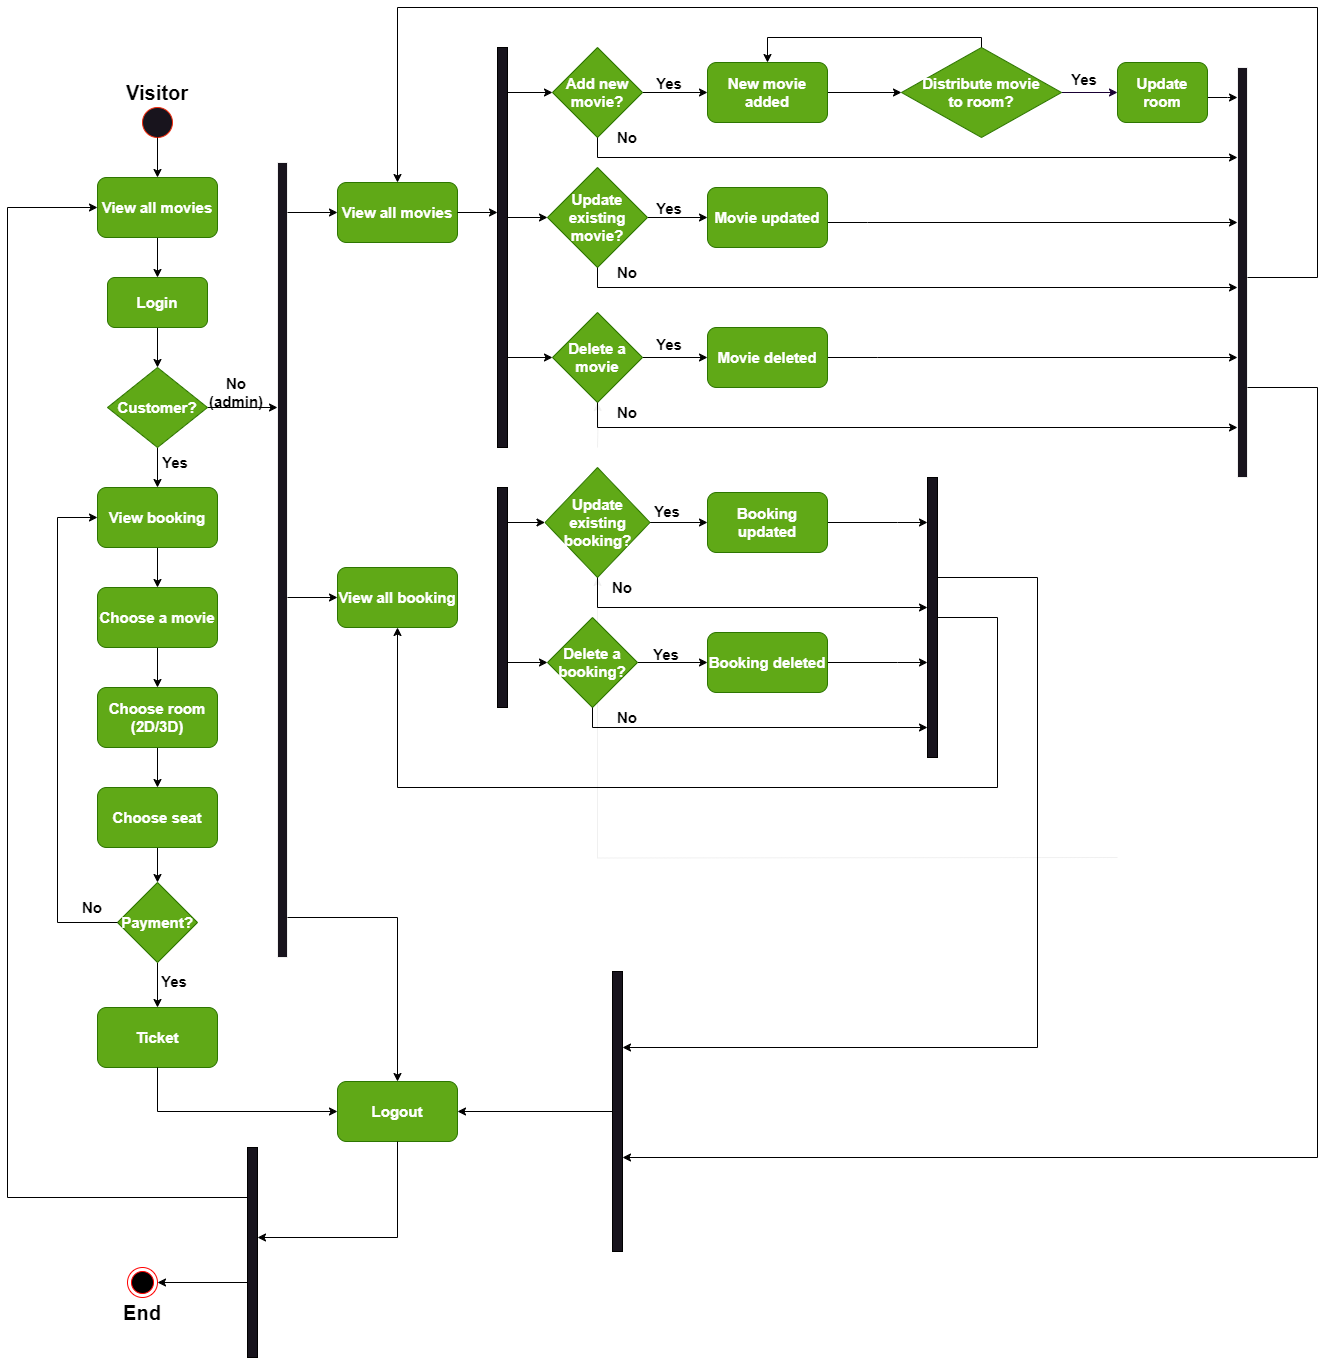 Visitor
View all movies
Login
Customer?
No
(admin)
Yes
View booking
Choose a movie
Choose room
(2D/3D)
Choose seat
Payment?
No
Yes
Ticket
View all movies
Add new
movie?
Yes
New movie
added
Distribute movie
to room?
Yes
Update
room
No
Update
existing
movie?
Yes
Movie updated
No
Delete a
movie
Yes
Movie deleted
No
View all booking
Update
existing
booking?
Yes
Booking
updated
No
Delete a
booking?
Yes
Booking deleted
No
Logout
End